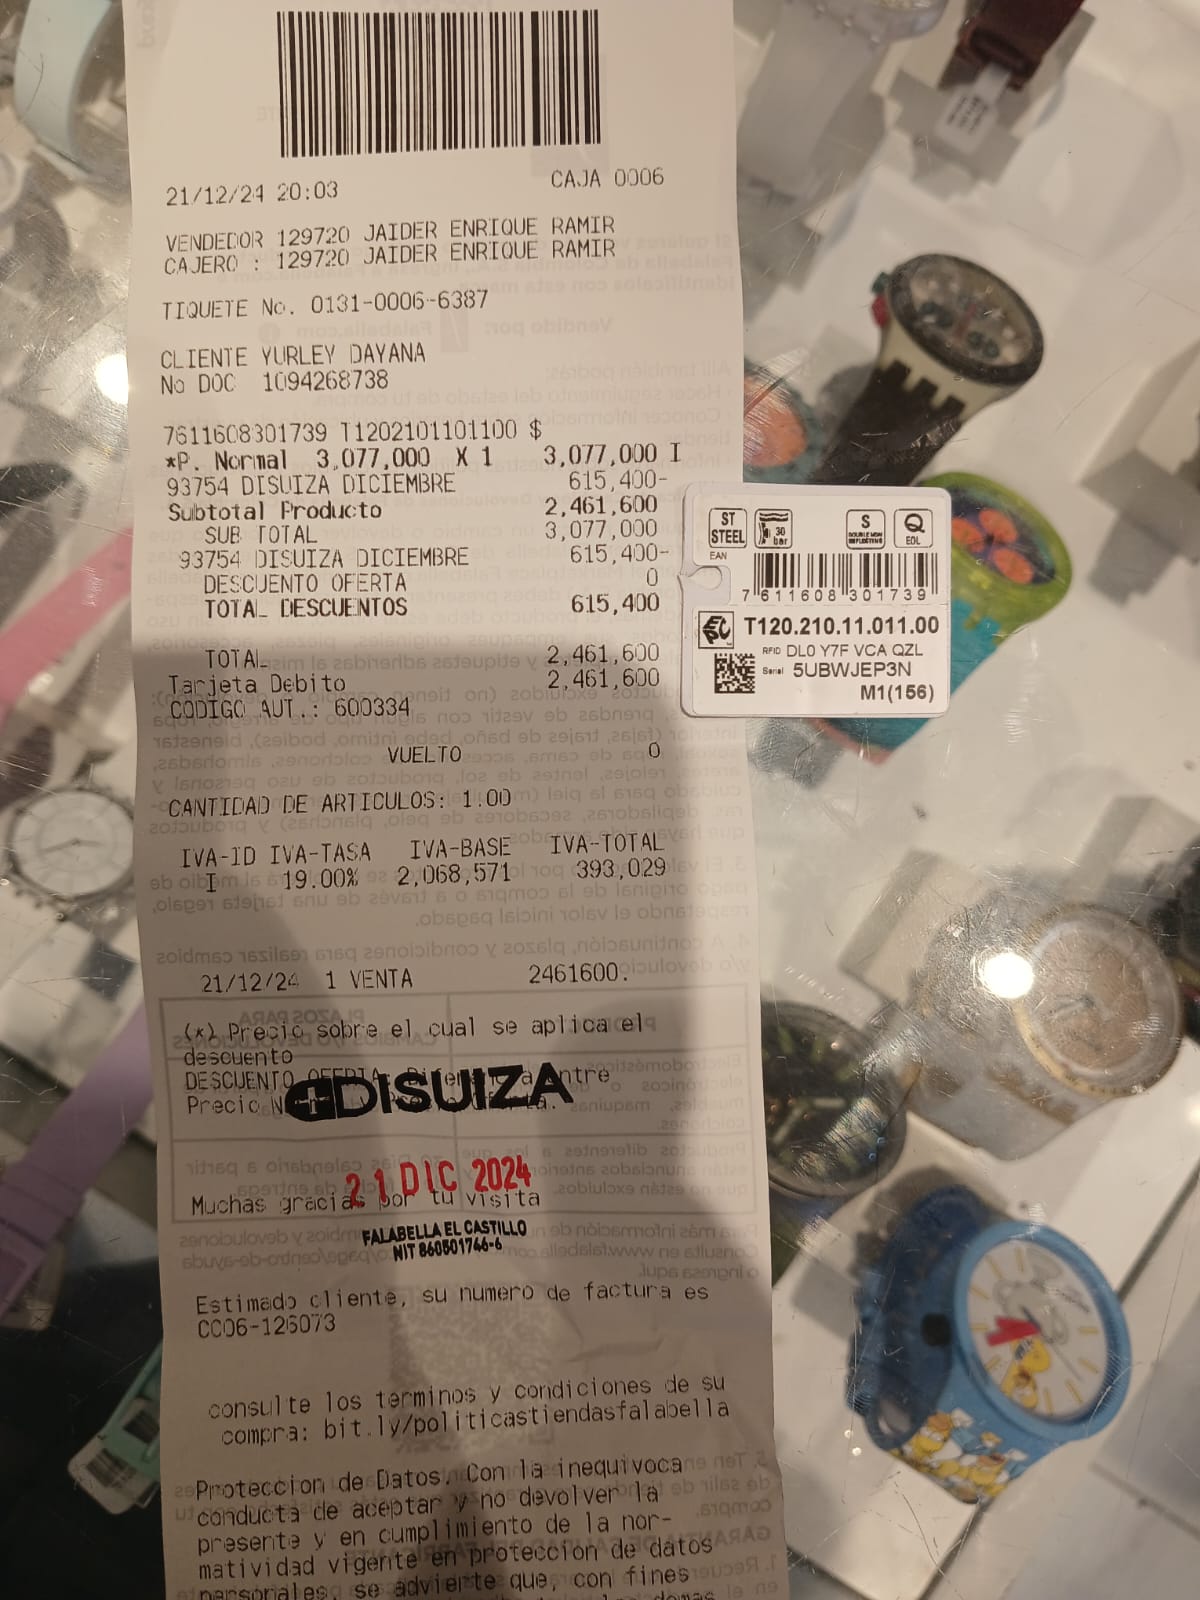 21/12/24 20:03 CAJA 0006
VENDEDOR 129720 JAIDER ENRIQUE RAMIR
CAJERO : 129720 JAIDER ENRIQUE RAMIR
TIQUETE No. 0131-0006-6387
CLIENTE YURLEY DAYANA
No DOC 1094268738
7611608301739 T1202101101100 $
*P. Normal 3,077,000 X 1 3,077,000 I
93754 DISUIZA DICIEMBRE 615,400-
Subtotal Producto 2,461,600
SUB TOTAL 3,077,000
93754 DISUIZA DICIEMBRE 615,400-
DESCUENTO OFERTA 0
TOTAL DESCUENTOS 615,400
TOTAL 2,461,600
Tarjeta Debito 2,461,600
CODIGO AUT.: 600334
VUELTO 0
CANTIDAD DE ARTICULOS: 1.00
IVA-ID IVA-TASA IVA-BASE IVA-TOTAL
I 19.00% 2,068,571 393,029
21/12/24 1 VENTA 2461600.
(*) Precio sobre el cual se aplica el
descuento
DESCUENTO OFERTA: entre
Precio
DISUIZA
21 DIC 2024
Muchas gracias por tu visita
FALABELLA EL CASTILLO
NIT 860501746-6
Estimado cliente, su numero de factura es
CC06-126073
consulte los terminos y condiciones de su
compra: bit.ly/politicastiendasfalabella
Proteccion de Datos. Con la inequivoca
conducta de aceptar y no devolver la
presente y en cumplimiento de la nor-
matividad vigente en proteccion de datos
personales, se advierte que, con fines
ST
STEEL
30
bar
S
Q
EOL
EAN
7 611608 301739
T120.210.11.011.00
RFID DL0 Y7F VCA QZL
Serial 5UBWJEP3N
M1(156)